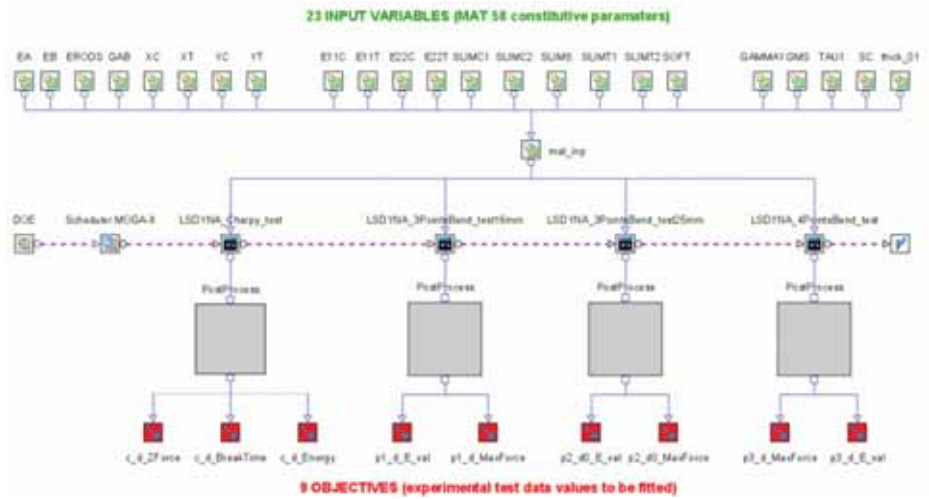 23 INPUT VARIABLES (MAT 58 constitutive parameters)
EA EB ERODS GAB XC XT YC YT E11C E11T E22C E22T SLIMC1 SLIMC2 SLIMS SLIMT1 SLIMT2 SOFT GAMMA1 GMS TAU1 SC thick_01
mat_inp
DOE Scheduler MOGA-II LSDYNA_Charpy_test LSDYNA_3PointsBend_test16mm LSDYNA_3PointsBend_test25mm LSDYNA_4PointsBend_test
PostProcess PostProcess PostProcess PostProcess
c_d_ZForce c_d_BreakTime c_d_Energy p1_d_E_val p1_d_MaxForce p2_d0_E_val p2_d0_MaxForce p3_d_MaxForce p3_d_E_val
9 OBJECTIVES (experimental test data values to be fitted)